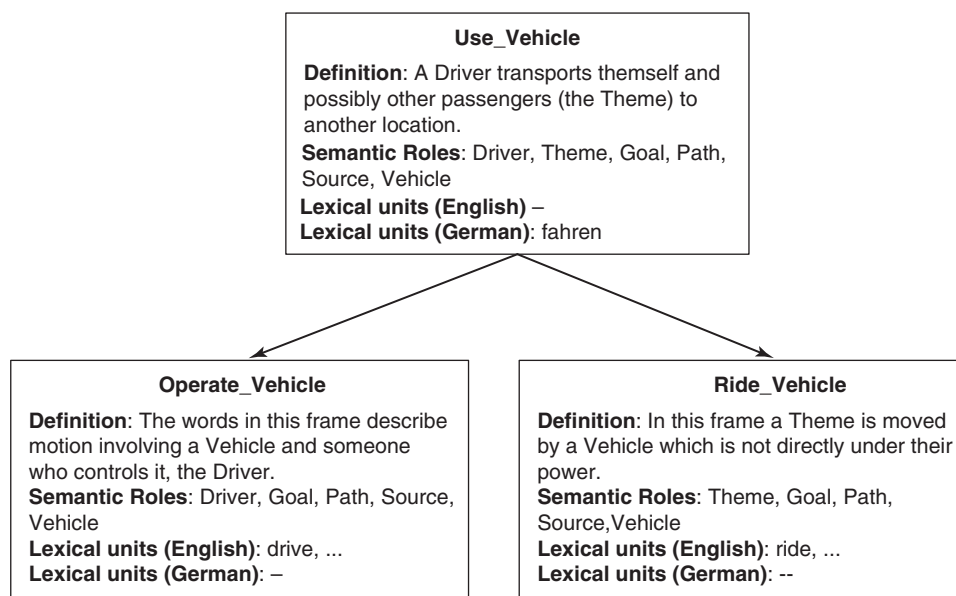 Use_Vehicle
Definition: A Driver transports themself and
possibly other passengers (the Theme) to
another location.
Semantic Roles: Driver, Theme, Goal, Path,
Source, Vehicle
Lexical units (English) –
Lexical units (German): fahren
Operate_Vehicle
Definition: The words in this frame describe
motion involving a Vehicle and someone
who controls it, the Driver.
Semantic Roles: Driver, Goal, Path, Source,
Vehicle
Lexical units (English): drive, ...
Lexical units (German): –
Ride_Vehicle
Definition: In this frame a Theme is moved
by a Vehicle which is not directly under their
power.
Semantic Roles: Theme, Goal, Path,
Source,Vehicle
Lexical units (English): ride, ...
Lexical units (German): --